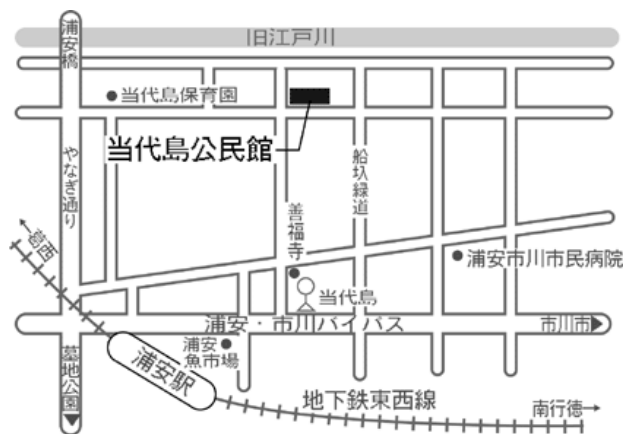 旧江戸川
浦安橋
当代島保育園
当代島公民館
やなぎ通り
船圦緑道
善福寺
←葛西
浦安市川市民病院
当代島
浦安・市川バイパス
市川市▶
浦安
魚市場
浦安駅
墓地公園▼
地下鉄東西線
南行徳→